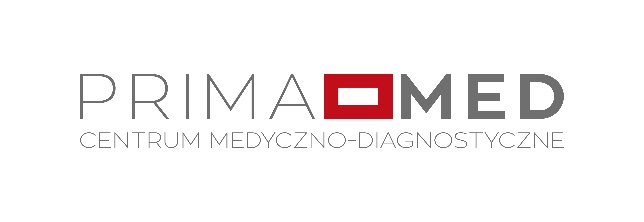 PRIMA MED
CENTRUM MEDYCZNO-DIAGNOSTYCZNE